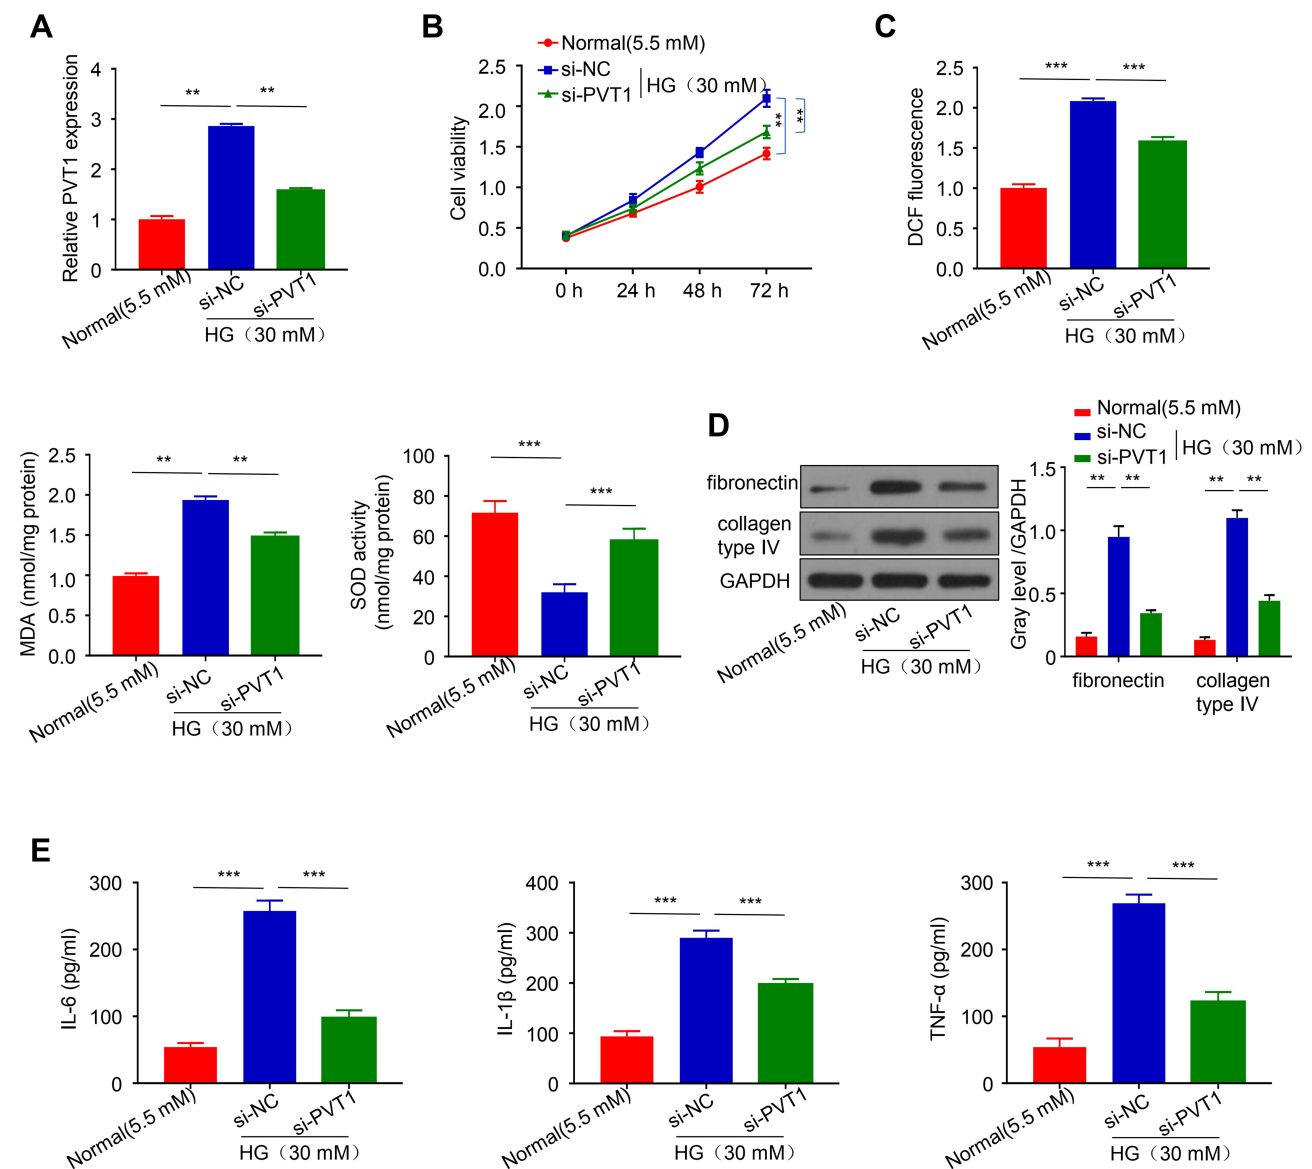 A
Relative PVT1 expression
4
3
2
1
0
**
**
Normal(5.5 mM)
si-NC
si-PVT1
HG（30 mM）
B
Normal(5.5 mM)
si-NC
si-PVT1
HG（30 mM）
Cell viability
2.5
2.0
1.5
1.0
0.5
0.0
0 h
24 h
48 h
72 h
**
**
C
DCF fluorescence
2.5
2.0
1.5
1.0
0.5
0.0
***
***
Normal(5.5 mM)
si-NC
si-PVT1
HG（30 mM）
MDA (nmol/mg protein)
2.5
2.0
1.5
1.0
0.5
0.0
**
**
Normal(5.5 mM)
si-NC
si-PVT1
HG（30 mM）
SOD activity
(nmol/mg protein)
100
80
60
40
20
0
***
***
Normal(5.5 mM)
si-NC
si-PVT1
HG（30 mM）
D
fibronectin
collagen
type IV
GAPDH
Normal(5.5 mM)
si-NC
si-PVT1
HG（30 mM）
Normal(5.5 mM)
si-NC
si-PVT1
HG（30 mM）
Gray level /GAPDH
1.5
1.0
0.5
0
**
**
**
**
fibronectin
collagen
type IV
E
IL-6 (pg/ml)
300
200
100
0
***
***
Normal(5.5 mM)
si-NC
si-PVT1
HG（30 mM）
IL-1β (pg/ml)
400
300
200
100
0
***
***
Normal(5.5 mM)
si-NC
si-PVT1
HG（30 mM）
TNF-α (pg/ml)
300
200
100
0
***
***
Normal(5.5 mM)
si-NC
si-PVT1
HG（30 mM）